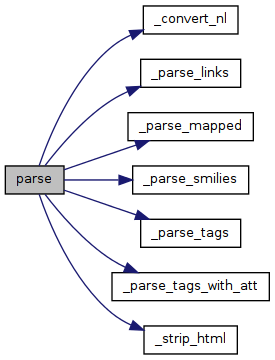 _convert_nl
_parse_links
_parse_mapped
parse
_parse_smilies
_parse_tags
_parse_tags_with_att
_strip_html